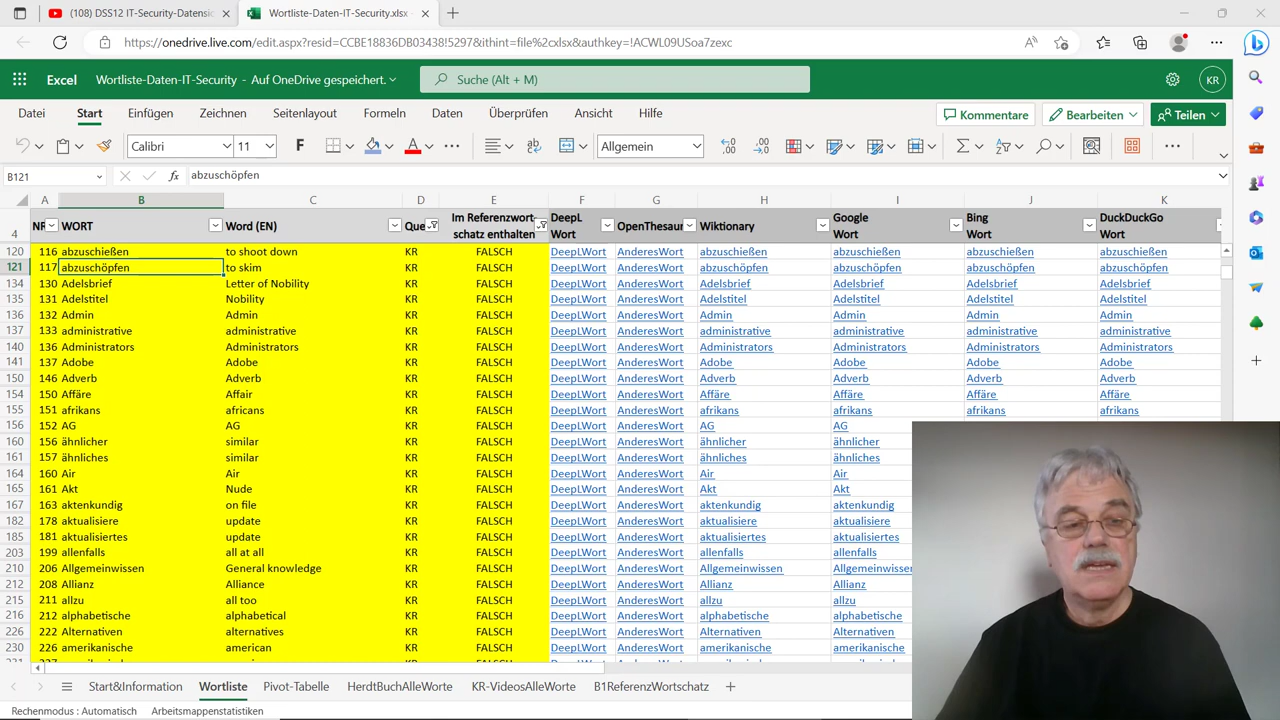 (108) DSS12 IT-Security-Datensic
Wortliste-Daten-IT-Security.xlsx -
https://onedrive.live.com/edit.aspx?resid=CCBE18836DB03438!5297&ithint=file%2cxlsx&authkey=!ACWL09USoa7zexc
Excel Wortliste-Daten-IT-Security - Auf OneDrive gespeichert. Suche (Alt + M) KR
Datei Start Einfügen Zeichnen Seitenlayout Formeln Daten Überprüfen Ansicht Hilfe Kommentare Bearbeiten Teilen
Calibri 11 F A Allgemein
B121 fx abzuschöpfen
A B C D E F G H I J K
4 NR WORT Word (EN) Que Im Referenzwort-schatz enthalten DeepL Wort OpenThesaur Wiktionary Google Wort Bing Wort DuckDuckGo Wort
120 116 abzuschießen to shoot down KR FALSCH DeepLWort AnderesWort abzuschießen abzuschießen abzuschießen abzuschießen
121 117 abzuschöpfen to skim KR FALSCH DeepLWort AnderesWort abzuschöpfen abzuschöpfen abzuschöpfen abzuschöpfen
134 130 Adelsbrief Letter of Nobility KR FALSCH DeepLWort AnderesWort Adelsbrief Adelsbrief Adelsbrief Adelsbrief
135 131 Adelstitel Nobility KR FALSCH DeepLWort AnderesWort Adelstitel Adelstitel Adelstitel Adelstitel
136 132 Admin Admin KR FALSCH DeepLWort AnderesWort Admin Admin Admin Admin
137 133 administrative administrative KR FALSCH DeepLWort AnderesWort administrative administrative administrative administrative
140 136 Administrators Administrators KR FALSCH DeepLWort AnderesWort Administrators Administrators Administrators Administrators
141 137 Adobe Adobe KR FALSCH DeepLWort AnderesWort Adobe Adobe Adobe Adobe
150 146 Adverb Adverb KR FALSCH DeepLWort AnderesWort Adverb Adverb Adverb Adverb
154 150 Affäre Affair KR FALSCH DeepLWort AnderesWort Affäre Affäre Affäre Affäre
155 151 afrikans africans KR FALSCH DeepLWort AnderesWort afrikans afrikans afrikans afrikans
156 152 AG AG KR FALSCH DeepLWort AnderesWort AG AG AG AG
160 156 ähnlicher similar KR FALSCH DeepLWort AnderesWort ähnlicher ähnlicher
161 157 ähnliches similar KR FALSCH DeepLWort AnderesWort ähnliches ähnliches
164 160 Air Air KR FALSCH DeepLWort AnderesWort Air Air
165 161 Akt Nude KR FALSCH DeepLWort AnderesWort Akt Akt
167 163 aktenkundig on file KR FALSCH DeepLWort AnderesWort aktenkundig aktenkundig
182 178 aktualisiere update KR FALSCH DeepLWort AnderesWort aktualisiere aktualisiere
185 181 aktualisiertes update KR FALSCH DeepLWort AnderesWort aktualisiertes aktualisiertes
203 199 allenfalls all at all KR FALSCH DeepLWort AnderesWort allenfalls allenfalls
210 206 Allgemeinwissen General knowledge KR FALSCH DeepLWort AnderesWort Allgemeinwissen Allgemeinwissen
212 208 Allianz Alliance KR FALSCH DeepLWort AnderesWort Allianz Allianz
215 211 allzu all too KR FALSCH DeepLWort AnderesWort allzu allzu
216 212 alphabetische alphabetical KR FALSCH DeepLWort AnderesWort alphabetische alphabetische
226 222 Alternativen alternatives KR FALSCH DeepLWort AnderesWort Alternativen Alternativen
230 226 amerikanische american KR FALSCH DeepLWort AnderesWort amerikanische amerikanische
Start&Information Wortliste Pivot-Tabelle HerdtBuchAlleWorte KR-VideosAlleWorte B1ReferenzWortschatz
Rechenmodus : Automatisch Arbeitsmappenstatistiken